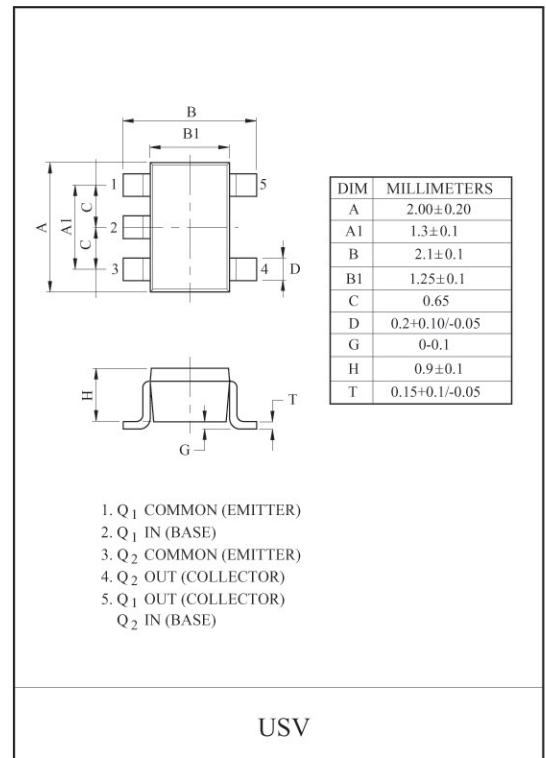 B
B1
1
5
C
A1
A
2
C
3
4
D
DIM MILLIMETERS
A 2.00±0.20
A1 1.3±0.1
B 2.1±0.1
B1 1.25±0.1
C 0.65
D 0.2+0.10/-0.05
G 0-0.1
H 0.9±0.1
T 0.15+0.1/-0.05
H
T
G
1. Q1 COMMON (EMITTER)
2. Q1 IN (BASE)
3. Q2 COMMON (EMITTER)
4. Q2 OUT (COLLECTOR)
5. Q1 OUT (COLLECTOR)
Q2 IN (BASE)
USV